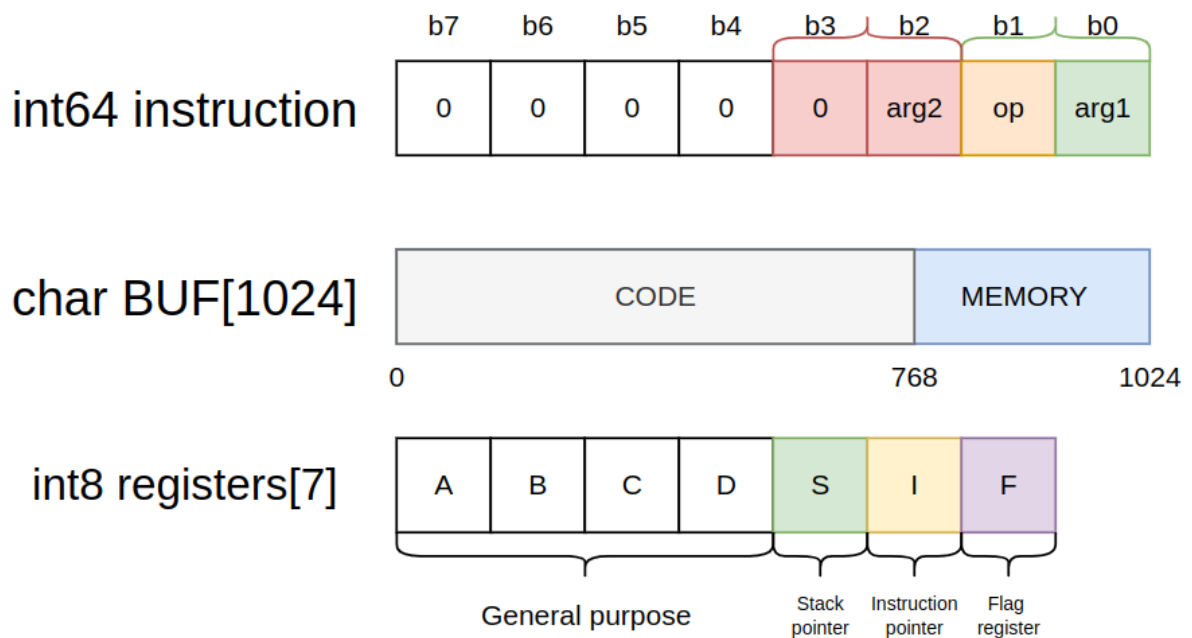 b7 b6 b5 b4 b3 b2 b1 b0
int64 instruction
0 0 0 0 0 arg2 op arg1
char BUF[1024]
CODE MEMORY
0 768 1024
int8 registers[7]
A B C D S I F
General purpose
Stack pointer
Instruction pointer
Flag register